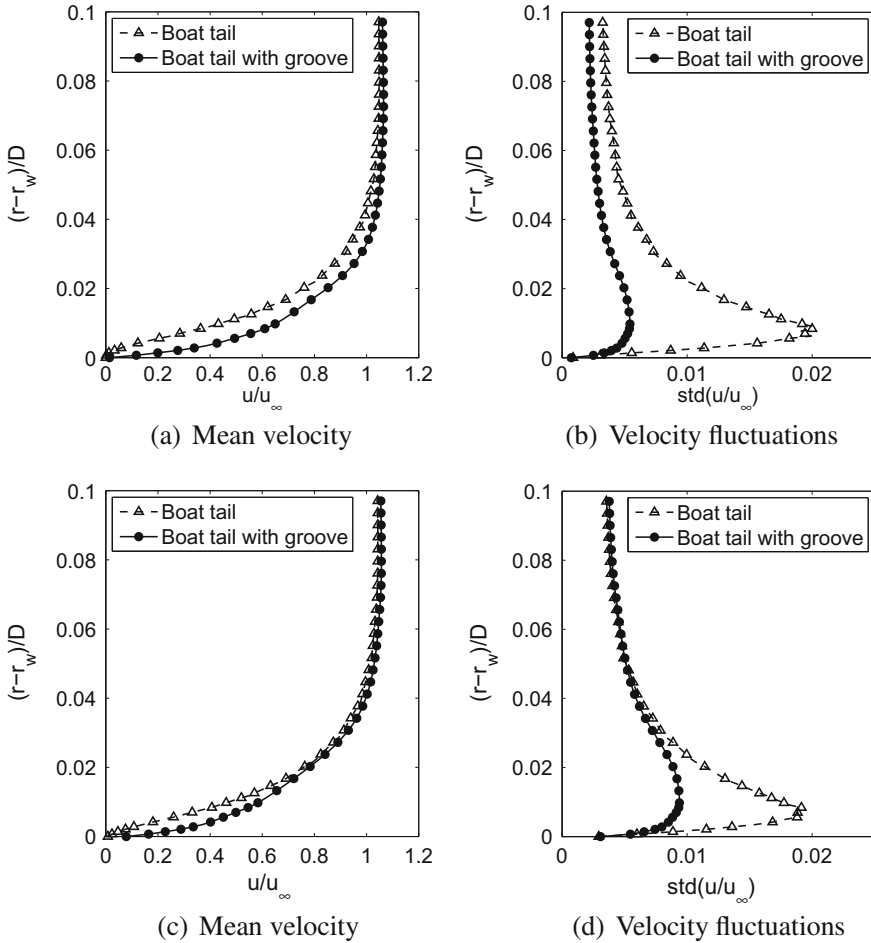 0.1
0.08
0.06
0.04
0.02
0
(r−r_w)/D
Boat tail
Boat tail with groove
0 0.2 0.4 0.6 0.8 1 1.2
u/u_∞
(a) Mean velocity
0.1
0.08
0.06
0.04
0.02
0
(r−r_w)/D
Boat tail
Boat tail with groove
0 0.01 0.02
std(u/u_∞)
(b) Velocity fluctuations
0.1
0.08
0.06
0.04
0.02
0
(r−r_w)/D
Boat tail
Boat tail with groove
0 0.2 0.4 0.6 0.8 1 1.2
u/u_∞
(c) Mean velocity
0.1
0.08
0.06
0.04
0.02
0
(r−r_w)/D
Boat tail
Boat tail with groove
0 0.01 0.02
std(u/u_∞)
(d) Velocity fluctuations